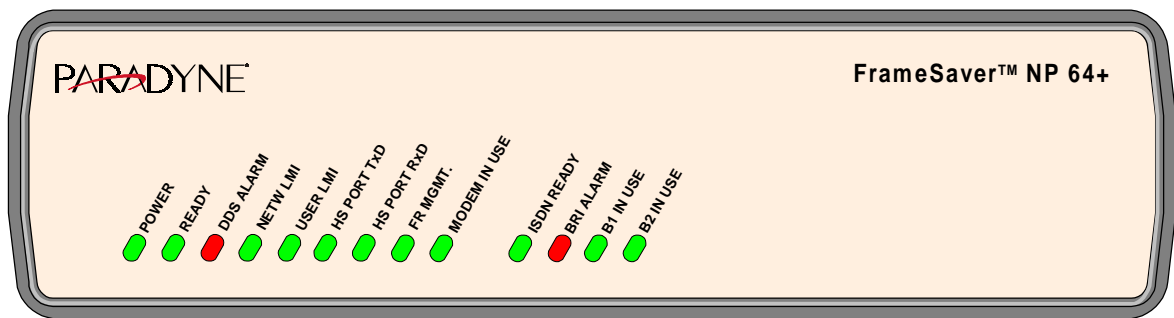 PARADYNE
FrameSaver™ NP 64+
POWER
READY
DDS ALARM
NETW LMI
USER LMI
HS PORT TxD
HS PORT RxD
FR MGMT.
MODEM IN USE
ISDN READY
BRI ALARM
B1 IN USE
B2 IN USE